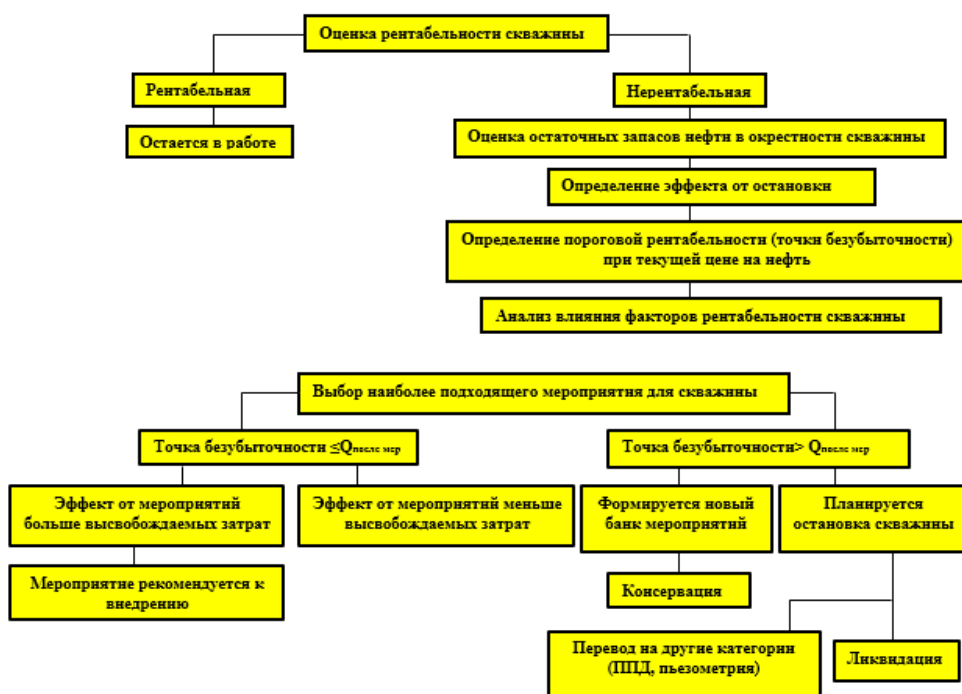 Оценка рентабельности скважины
Рентабельная
Нерентабельная
Остается в работе
Оценка остаточных запасов нефти в окрестности скважины
Определение эффекта от остановки
Определение пороговой рентабельности (точки безубыточности)
при текущей цене на нефть
Анализ влияния факторов рентабельности скважины
Выбор наиболее подходящего мероприятия для скважины
Точка безубыточности ≤Qпосле мер
Точка безубыточности> Qпосле мер
Эффект от мероприятий
больше высвобождаемых затрат
Эффект от мероприятий меньше
высвобождаемых затрат
Формируется новый
банк мероприятий
Планируется
остановка скважины
Мероприятие рекомендуется к
внедрению
Консервация
Перевод на другие категории
(ППД, пьезометрия)
Ликвидация